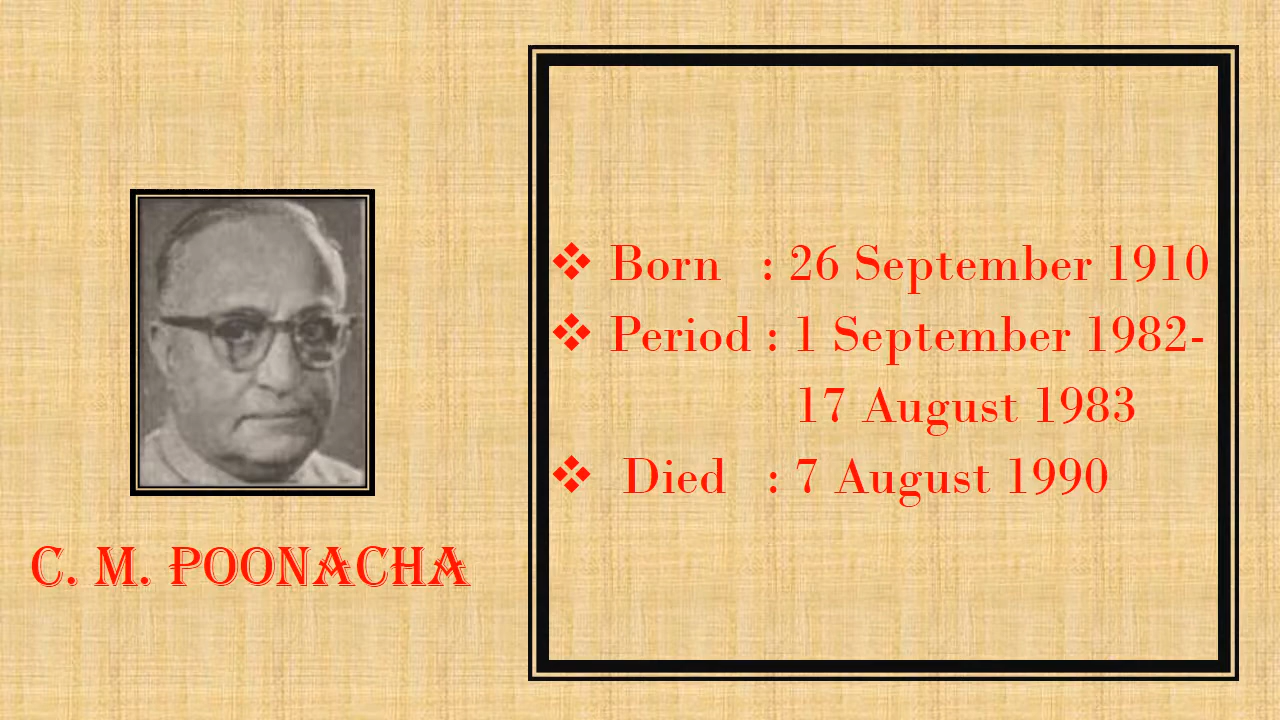 C. M. POONACHA
❖ Born : 26 September 1910
❖ Period : 1 September 1982-
17 August 1983
❖ Died : 7 August 1990